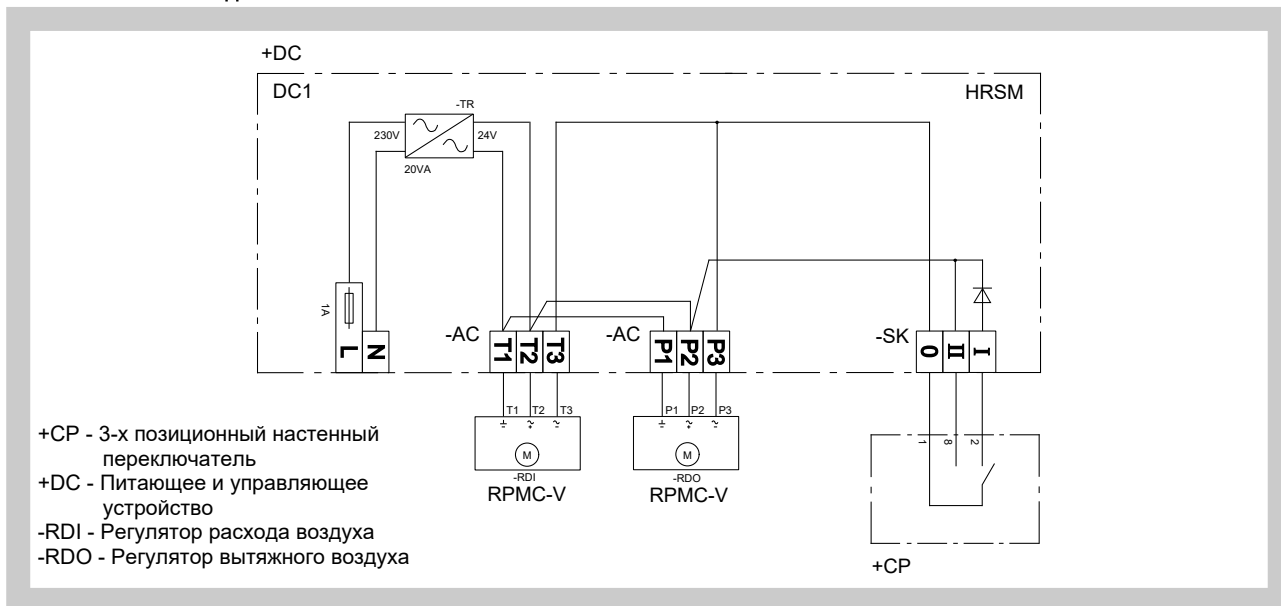 +DC
DC1
HRSM
-TR
230V
24V
20VA
1A
L
N
-AC
T1
T2
T3
-AC
P1
P2
P3
-SK
0
II
I
T1
T2
T3
P1
P2
P3
M
M
-RDI
-RDO
RPMC-V
RPMC-V
1
8
2
+CP
+CP - 3-х позиционный настенный
переключатель
+DC - Питающее и управляющее
устройство
-RDI - Регулятор расхода воздуха
-RDO - Регулятор вытяжного воздуха